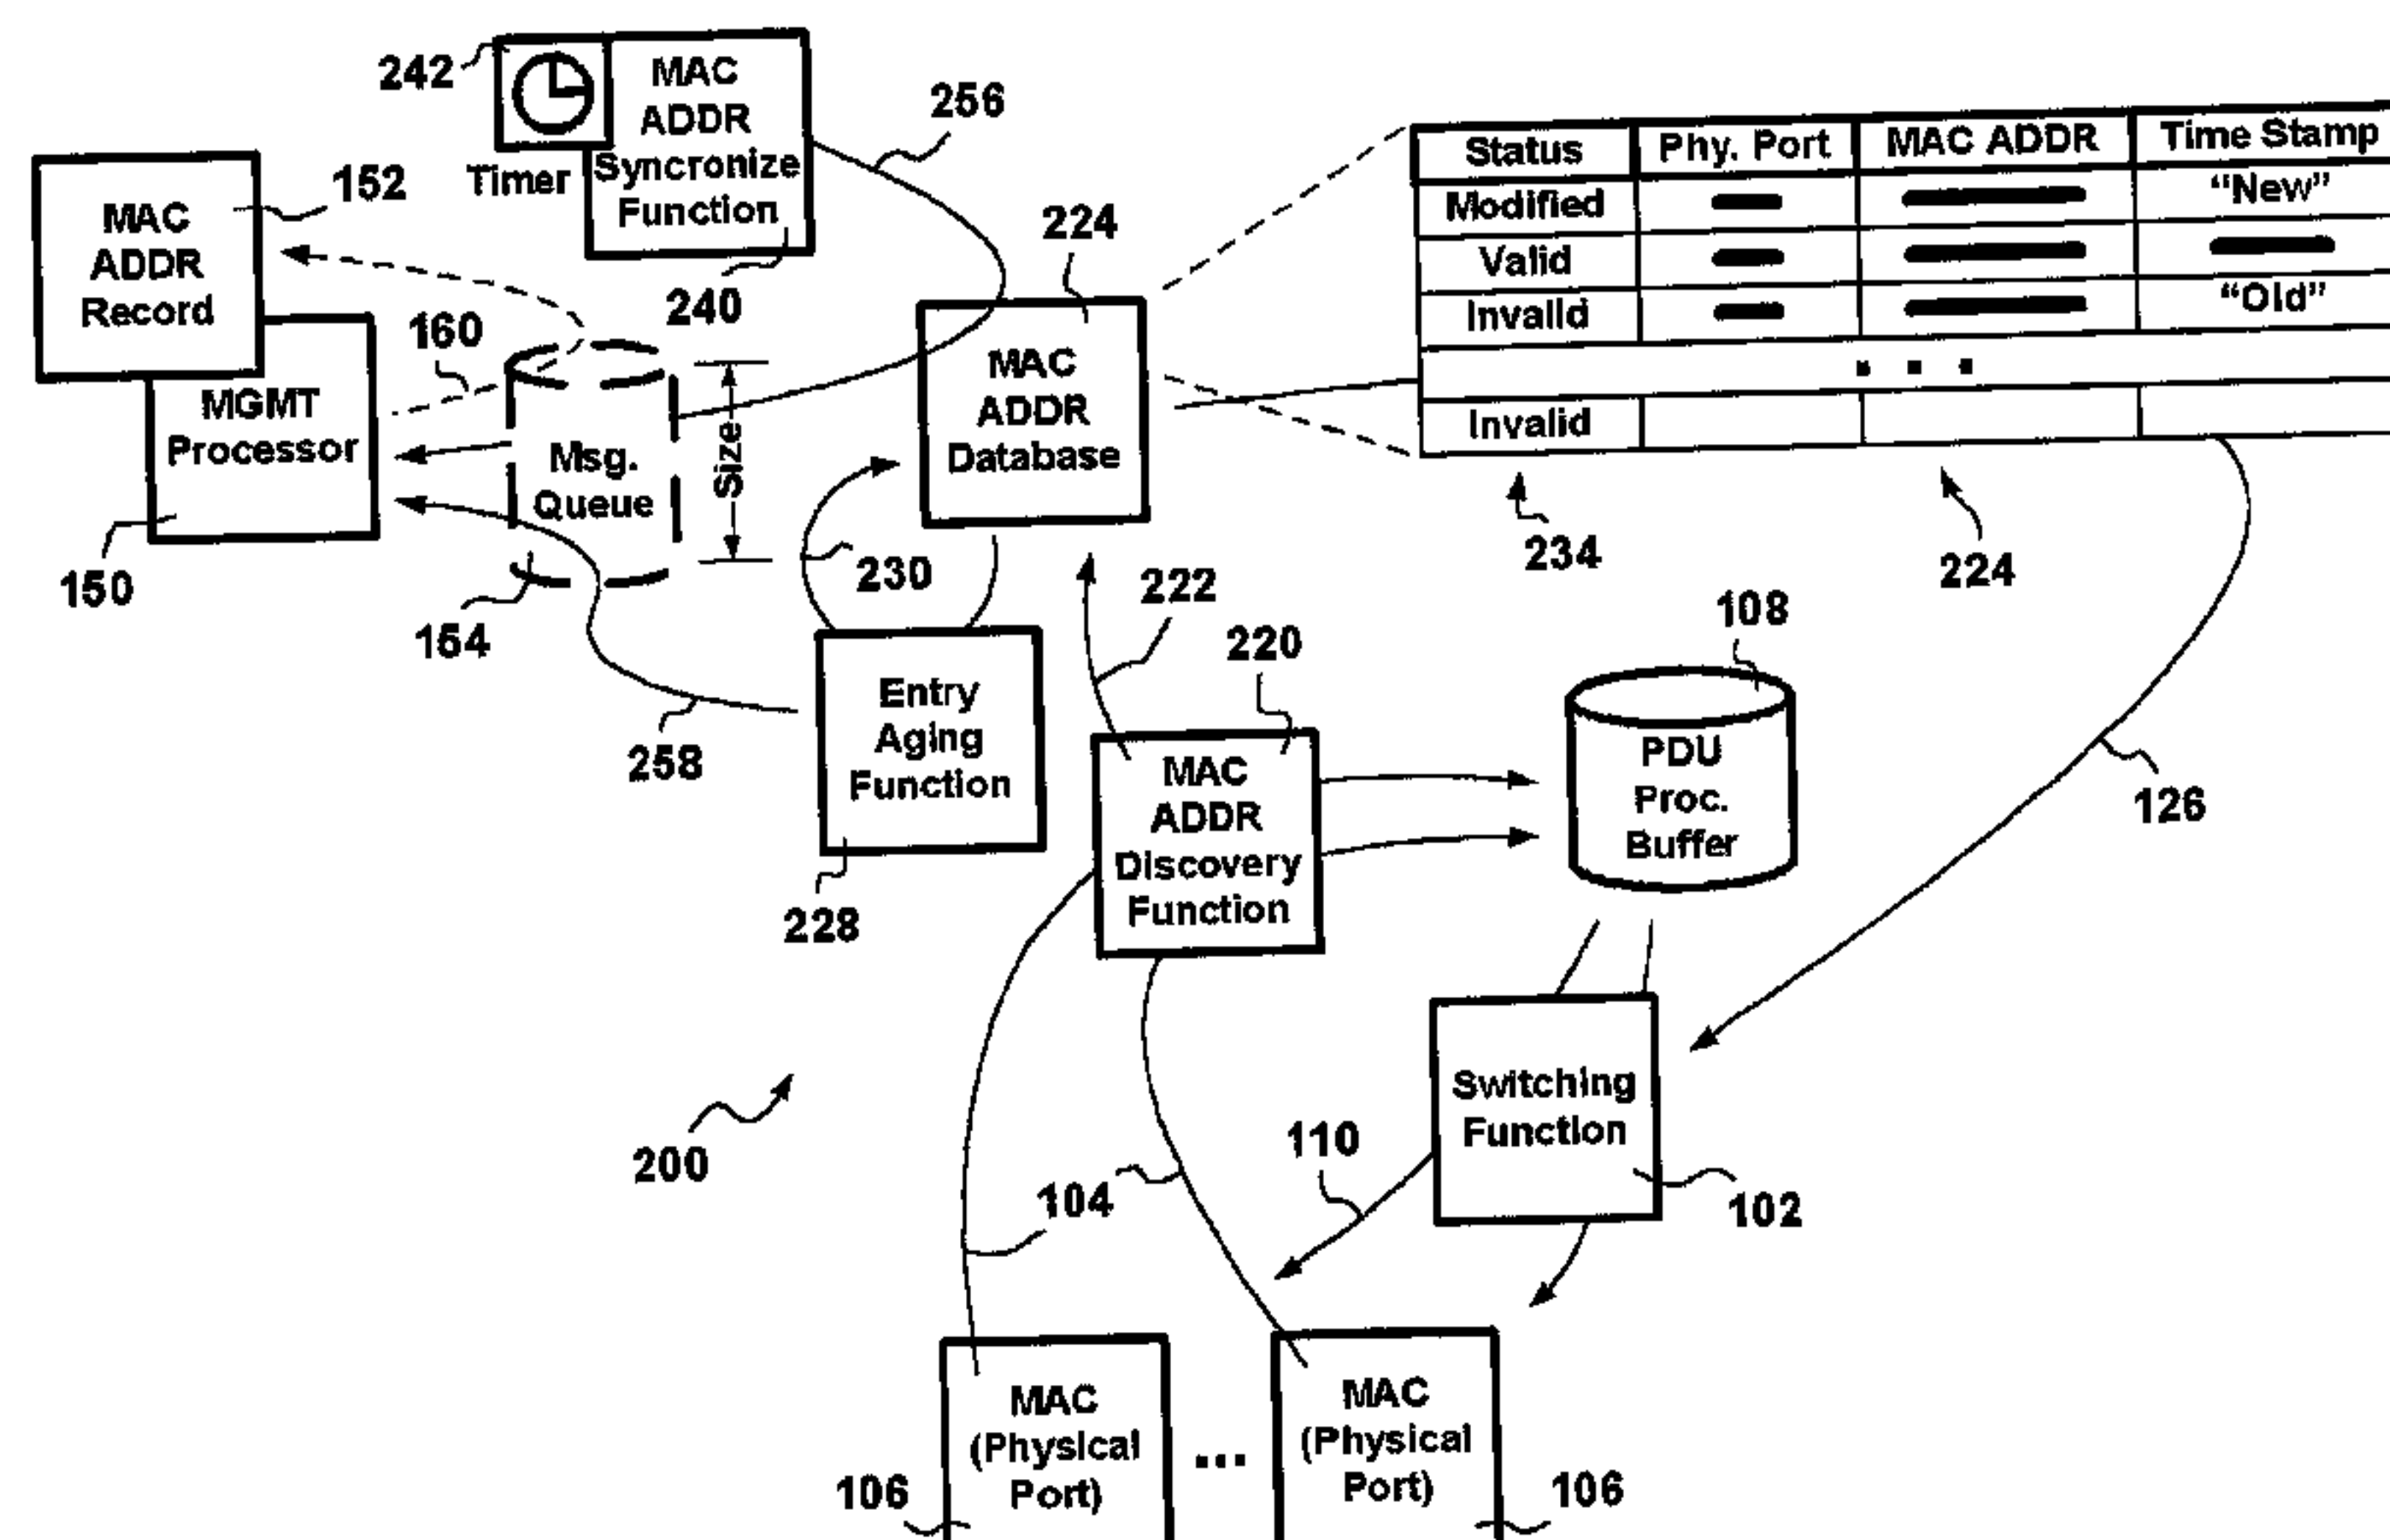 242
MAC
ADDR
Syncronize
Function
Timer
256
240
MAC
ADDR
Record
152
160
MGMT
Processor
150
Msg.
Queue
154
Size
224
MAC
ADDR
Database
Status Phy. Port MAC ADDR Time Stamp
Modified "New"
Valid
Invalid "Old"
. . .
Invalid
234
224
230
222
220
108
258
Entry
Aging
Function
228
MAC
ADDR
Discovery
Function
PDU
Proc.
Buffer
126
200
104
110
Switching
Function
102
MAC
(Physical
Port)
106
...
MAC
(Physical
Port)
106